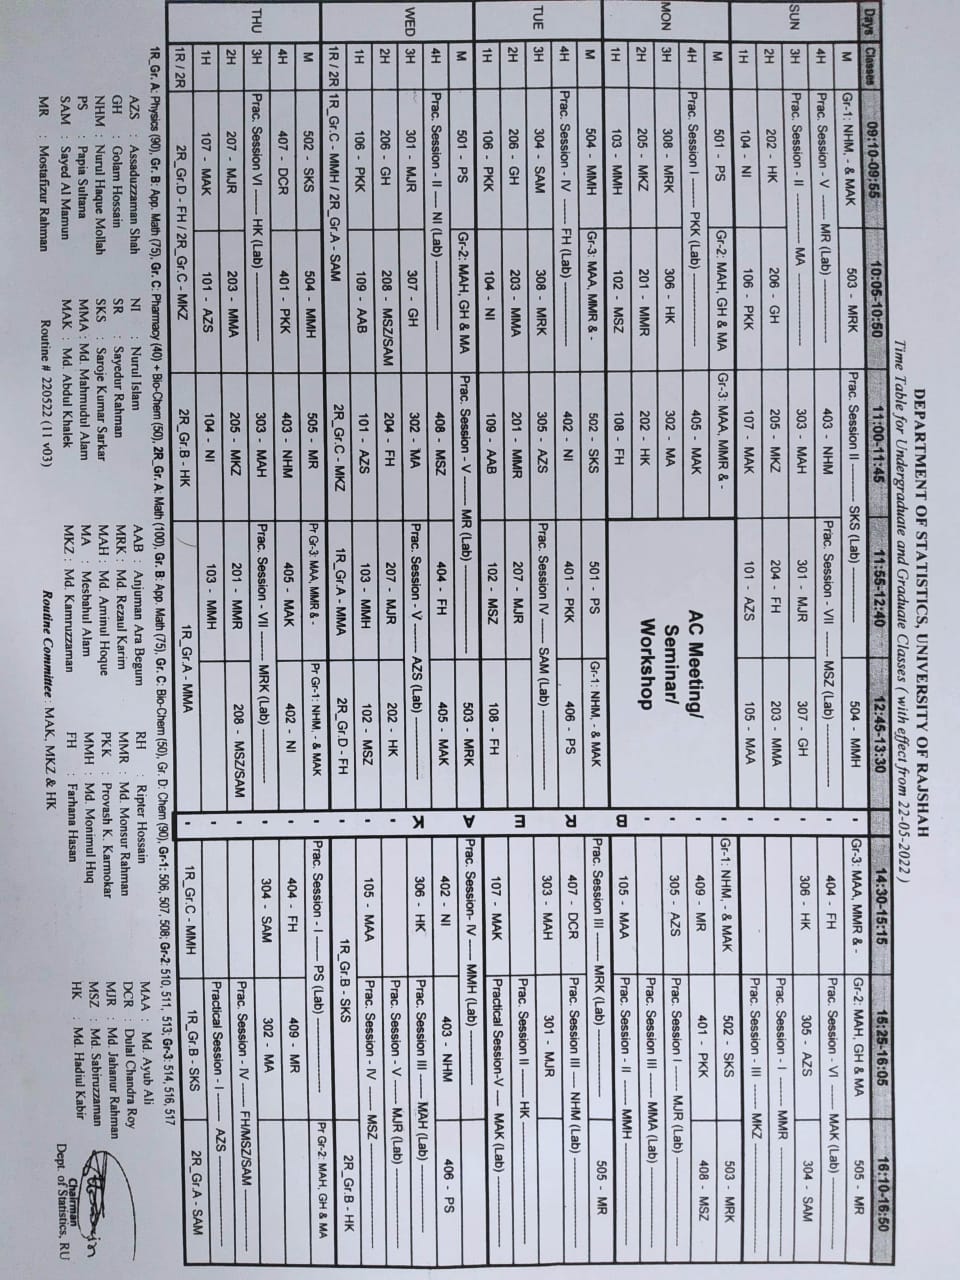 DEPARTMENT OF STATISTICS, UNIVERSITY OF RAJSHAH
Time Table for Undergraduate and Graduate Classes ( with effect from 22-05-2022 )
Days Classes 09:10-09:55 10:05-10:50 11:00-11:45 11:55-12:40 12:45-13:30 14:30-15:15 15:25-16:05 16:10-16:50
SUN
M Gr-1: NHM, - & MAK 503 - MRK Prac. Session II -------- SKS (Lab) -------- 504 - MMH - Gr-3: MAA, MMR & - Gr-2: MAH, GH & MA 505 - MR
4H Prac. Session - V ----- MR (Lab) -------- 403 - NHM Prac. Session - VII ------ MSZ (Lab) -------- - 404 - FH Prac. Session - VI ------ MAK (Lab) --------
3H Prac. Session - II -------- MA -------- 303 - MAH 301 - MJR 307 - GH - 306 - HK 305 - AZS 304 - SAM
2H 202 - HK 206 - GH 205 - MKZ 204 - FH 203 - MMA - Prac. Session - I -------- MMR --------
1H 104 - NI 106 - PKK 107 - MAK 101 - AZS 105 - MAA - Prac. Session - III -------- MKZ --------
MON
M 501 - PS Gr-2: MAH, GH & MA Gr-3: MAA, MMR & - - Gr-1: NHM, - & MAK 502 - SKS 503 - MRK
4H Prac. Session I -------- PKK (Lab) -------- 405 - MAK - 409 - MR 401 - PKK 408 - MSZ
3H 308 - MRK 306 - HK 302 - MA - 305 - AZS Prac. Session I ------ MJR (Lab) --------
2H 205 - MKZ 201 - MMR 202 - HK - Prac. Session - III ------ MMA (Lab) --------
1H 103 - MMH 102 - MSZ 108 - FH B 105 - MAA Prac. Session - II ------ MMH --------
AC Meeting/
Seminar/
Workshop
TUE
M 504 - MMH Gr-3: MAA, MMR & - 502 - SKS 501 - PS Gr-1: NHM, - & MAK - Prac. Session III ------ MRK (Lab) -------- 505 - MR
4H Prac. Session - IV -------- FH (Lab) -------- 402 - NI 401 - PKK 406 - PS R 407 - DCR Prac. Session III ------ NHM (Lab) --------
3H 304 - SAM 308 - MRK 305 - AZS Prac. Session IV ------ SAM (Lab) -------- - 303 - MAH 301 - MJR
2H 206 - GH 203 - MMA 201 - MMR 207 - MJR E Prac. Session II -------- HK --------
1H 106 - PKK 104 - NI 109 - AAB 102 - MSZ 108 - FH - 107 - MAK Practical Session-V ---- MAK (Lab) --------
WED
M 501 - PS Gr-2: MAH, GH & MA Prac. Session - V ------ MR (Lab) -------- 503 - MRK A Prac. Session- IV -------- MMH (Lab) --------
4H Prac. Session - II -------- NI (Lab) -------- 408 - MSZ 404 - FH 405 - MAK - 402 - NI 403 - NHM 406 - PS
3H 301 - MJR 307 - GH 302 - MA Prac. Session - V ------ AZS (Lab) -------- K 306 - HK Prac. Session III ------ MAH (Lab) --------
2H 206 - GH 208 - MSZ/SAM 204 - FH 207 - MJR 202 - HK - Prac. Session - V ------ MJR (Lab) --------
1H 106 - PKK 109 - AAB 101 - AZS 103 - MMH 102 - MSZ - 105 - MAA Prac. Session - IV ------ MSZ --------
1R / 2R 1R_Gr.C - MMH / 2R_Gr.A - SAM 2R_Gr.C - MKZ 1R_Gr.A - MMA 2R_Gr.D - FH - 1R_Gr.B - SKS 2R_Gr.B - HK
THU
M 502 - SKS 504 - MMH 505 - MR Pr Gr-3: MAA, MMR & - Pr Gr-1: NHM, - & MAK - Prac. Session - I ------ PS (Lab) -------- Pr Gr-2: MAH, GH & MA
4H 407 - DCR 401 - PKK 403 - NHM 405 - MAK 402 - NI - 404 - FH 409 - MR
3H Prac. Session VI ------ HK (Lab) -------- 303 - MAH Prac. Session - VII ------ MRK (Lab) -------- - 304 - SAM 302 - MA
2H 207 - MJR 203 - MMA 205 - MKZ 201 - MMR 208 - MSZ/SAM - Prac. Session - IV ---- FH/MSZ/SAM
1H 107 - MAK 101 - AZS 104 - NI 103 - MMH - Practical Session - I ------ AZS --------
1R / 2R 2R_Gr.D - FH / 2R_Gr.C - MKZ 2R_Gr.B - HK 1R_Gr.A - MMA - 1R_Gr.C - MMH 1R_Gr.B - SKS 2R_Gr.A - SAM
1R_Gr. A: Physics (90), Gr. B: App. Math (75), Gr. C: Pharmacy (40) + Bio-Chem (50), 2R_Gr. A: Math (100), Gr. B: App. Math (75), Gr. C: Bio-Chem (50), Gr. D: Chem (90), Gr-1: 506, 507, 508; Gr-2: 510, 511, 513; Gr-3: 514, 516, 517
AZS : Assaduzzaman Shah NI : Nurul Islam AAB : Anjuman Ara Begum RH : Ripter Hossain MAA : Md. Ayub Ali
GH : Golam Hossain SR : Sayedur Rahman MRK : Md. Rezaul Karim MMR : Md. Monsur Rahman DCR : Dulal Chandra Roy
NHM : Nurul Haque Mollah SKS : Saroje Kumar Sarkar MAH : Md. Aminul Hoque PKK : Provash K. Karmokar MJR : Md. Jahanur Rahman
PS : Papia Sultana MMA : Md. Mahmudul Alam MA : Mesbahul Alam MMH : Md. Monimul Huq MSZ : Md. Sabiruzzaman
SAM : Sayed Al Mamun MAK : Md. Abdul Khalek MKZ : Md. Kamruzzaman FH : Farhana Hasan HK : Md. Hadiul Kabir
MR : Mostafizur Rahman Routine # 220522 (11 v03) Routine Committee : MAK, MKZ & HK
Chairman
Dept. of Statistics, RU